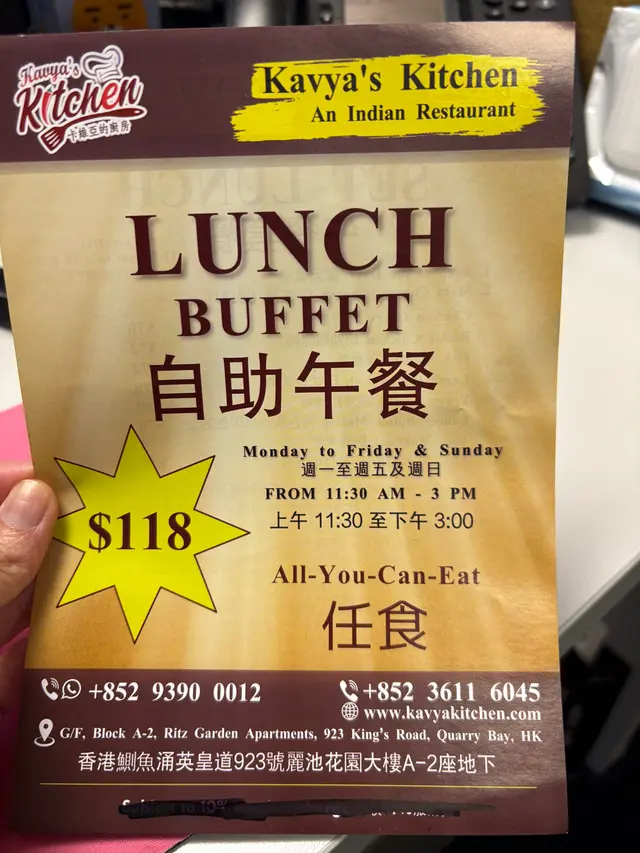 Kavya's
Kitchen
卡維亞的廚房
Kavya's Kitchen
An Indian Restaurant
LUNCH
BUFFET
自助午餐
Monday to Friday & Sunday
週一至週五及週日
FROM 11:30 AM - 3 PM
上午 11:30 至下午 3:00
$118
All-You-Can-Eat
任食
+852 9390 0012
+852 3611 6045
www.kavyakitchen.com
G/F, Block A-2, Ritz Garden Apartments, 923 King's Road, Quarry Bay, HK
香港鰂魚涌英皇道923號麗池花園大樓A-2座地下
Subject to 10%